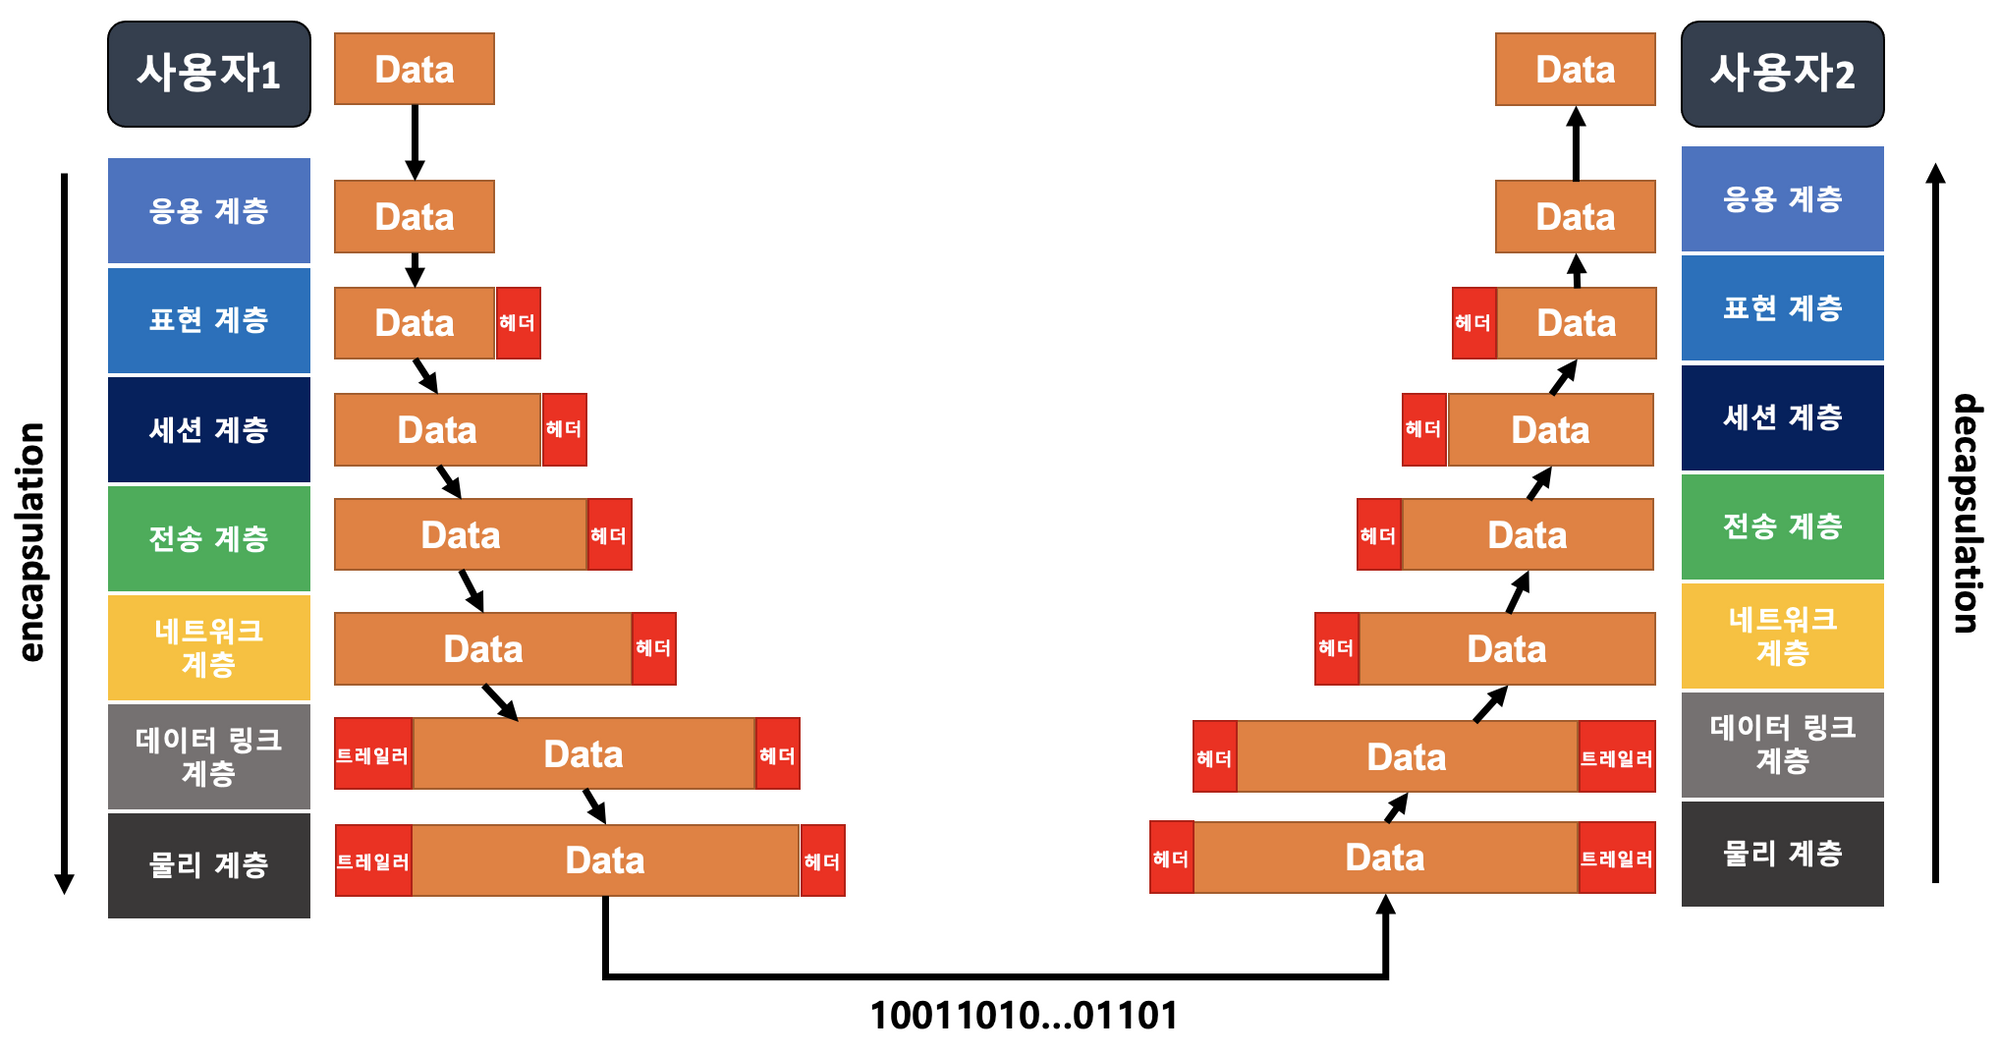 사용자1
Data
Data
사용자2
응용 계층
Data
Data
응용 계층
표현 계층
Data
헤더
헤더
Data
표현 계층
세션 계층
Data
헤더
헤더
Data
세션 계층
전송 계층
Data
헤더
헤더
Data
전송 계층
네트워크
계층
Data
헤더
헤더
Data
네트워크
계층
데이터 링크
계층
트레일러
Data
헤더
헤더
Data
트레일러
데이터 링크
계층
물리 계층
트레일러
Data
헤더
헤더
Data
트레일러
물리 계층
encapsulation
decapsulation
10011010...01101